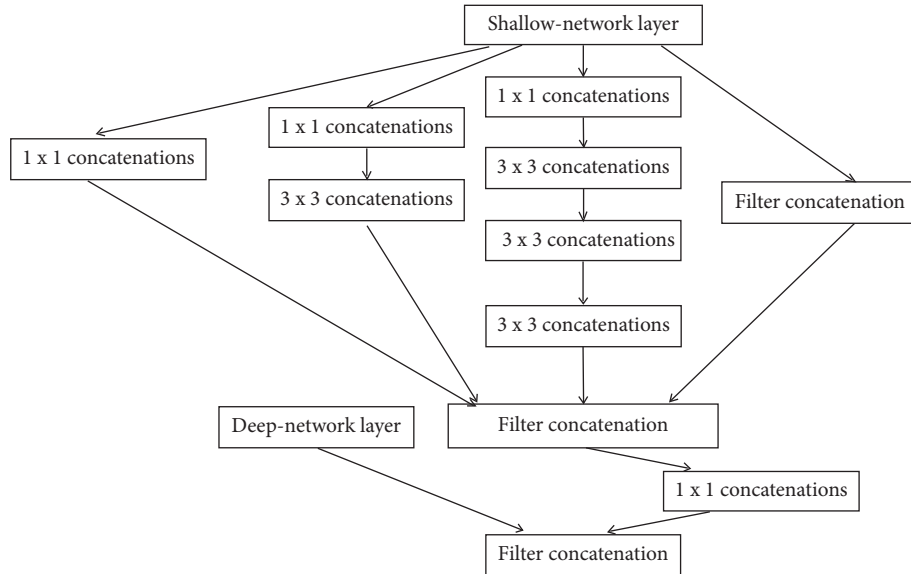 Shallow-network layer
1 x 1 concatenations
1 x 1 concatenations
1 x 1 concatenations
3 x 3 concatenations
3 x 3 concatenations
Filter concatenation
3 x 3 concatenations
3 x 3 concatenations
Deep-network layer
Filter concatenation
1 x 1 concatenations
Filter concatenation